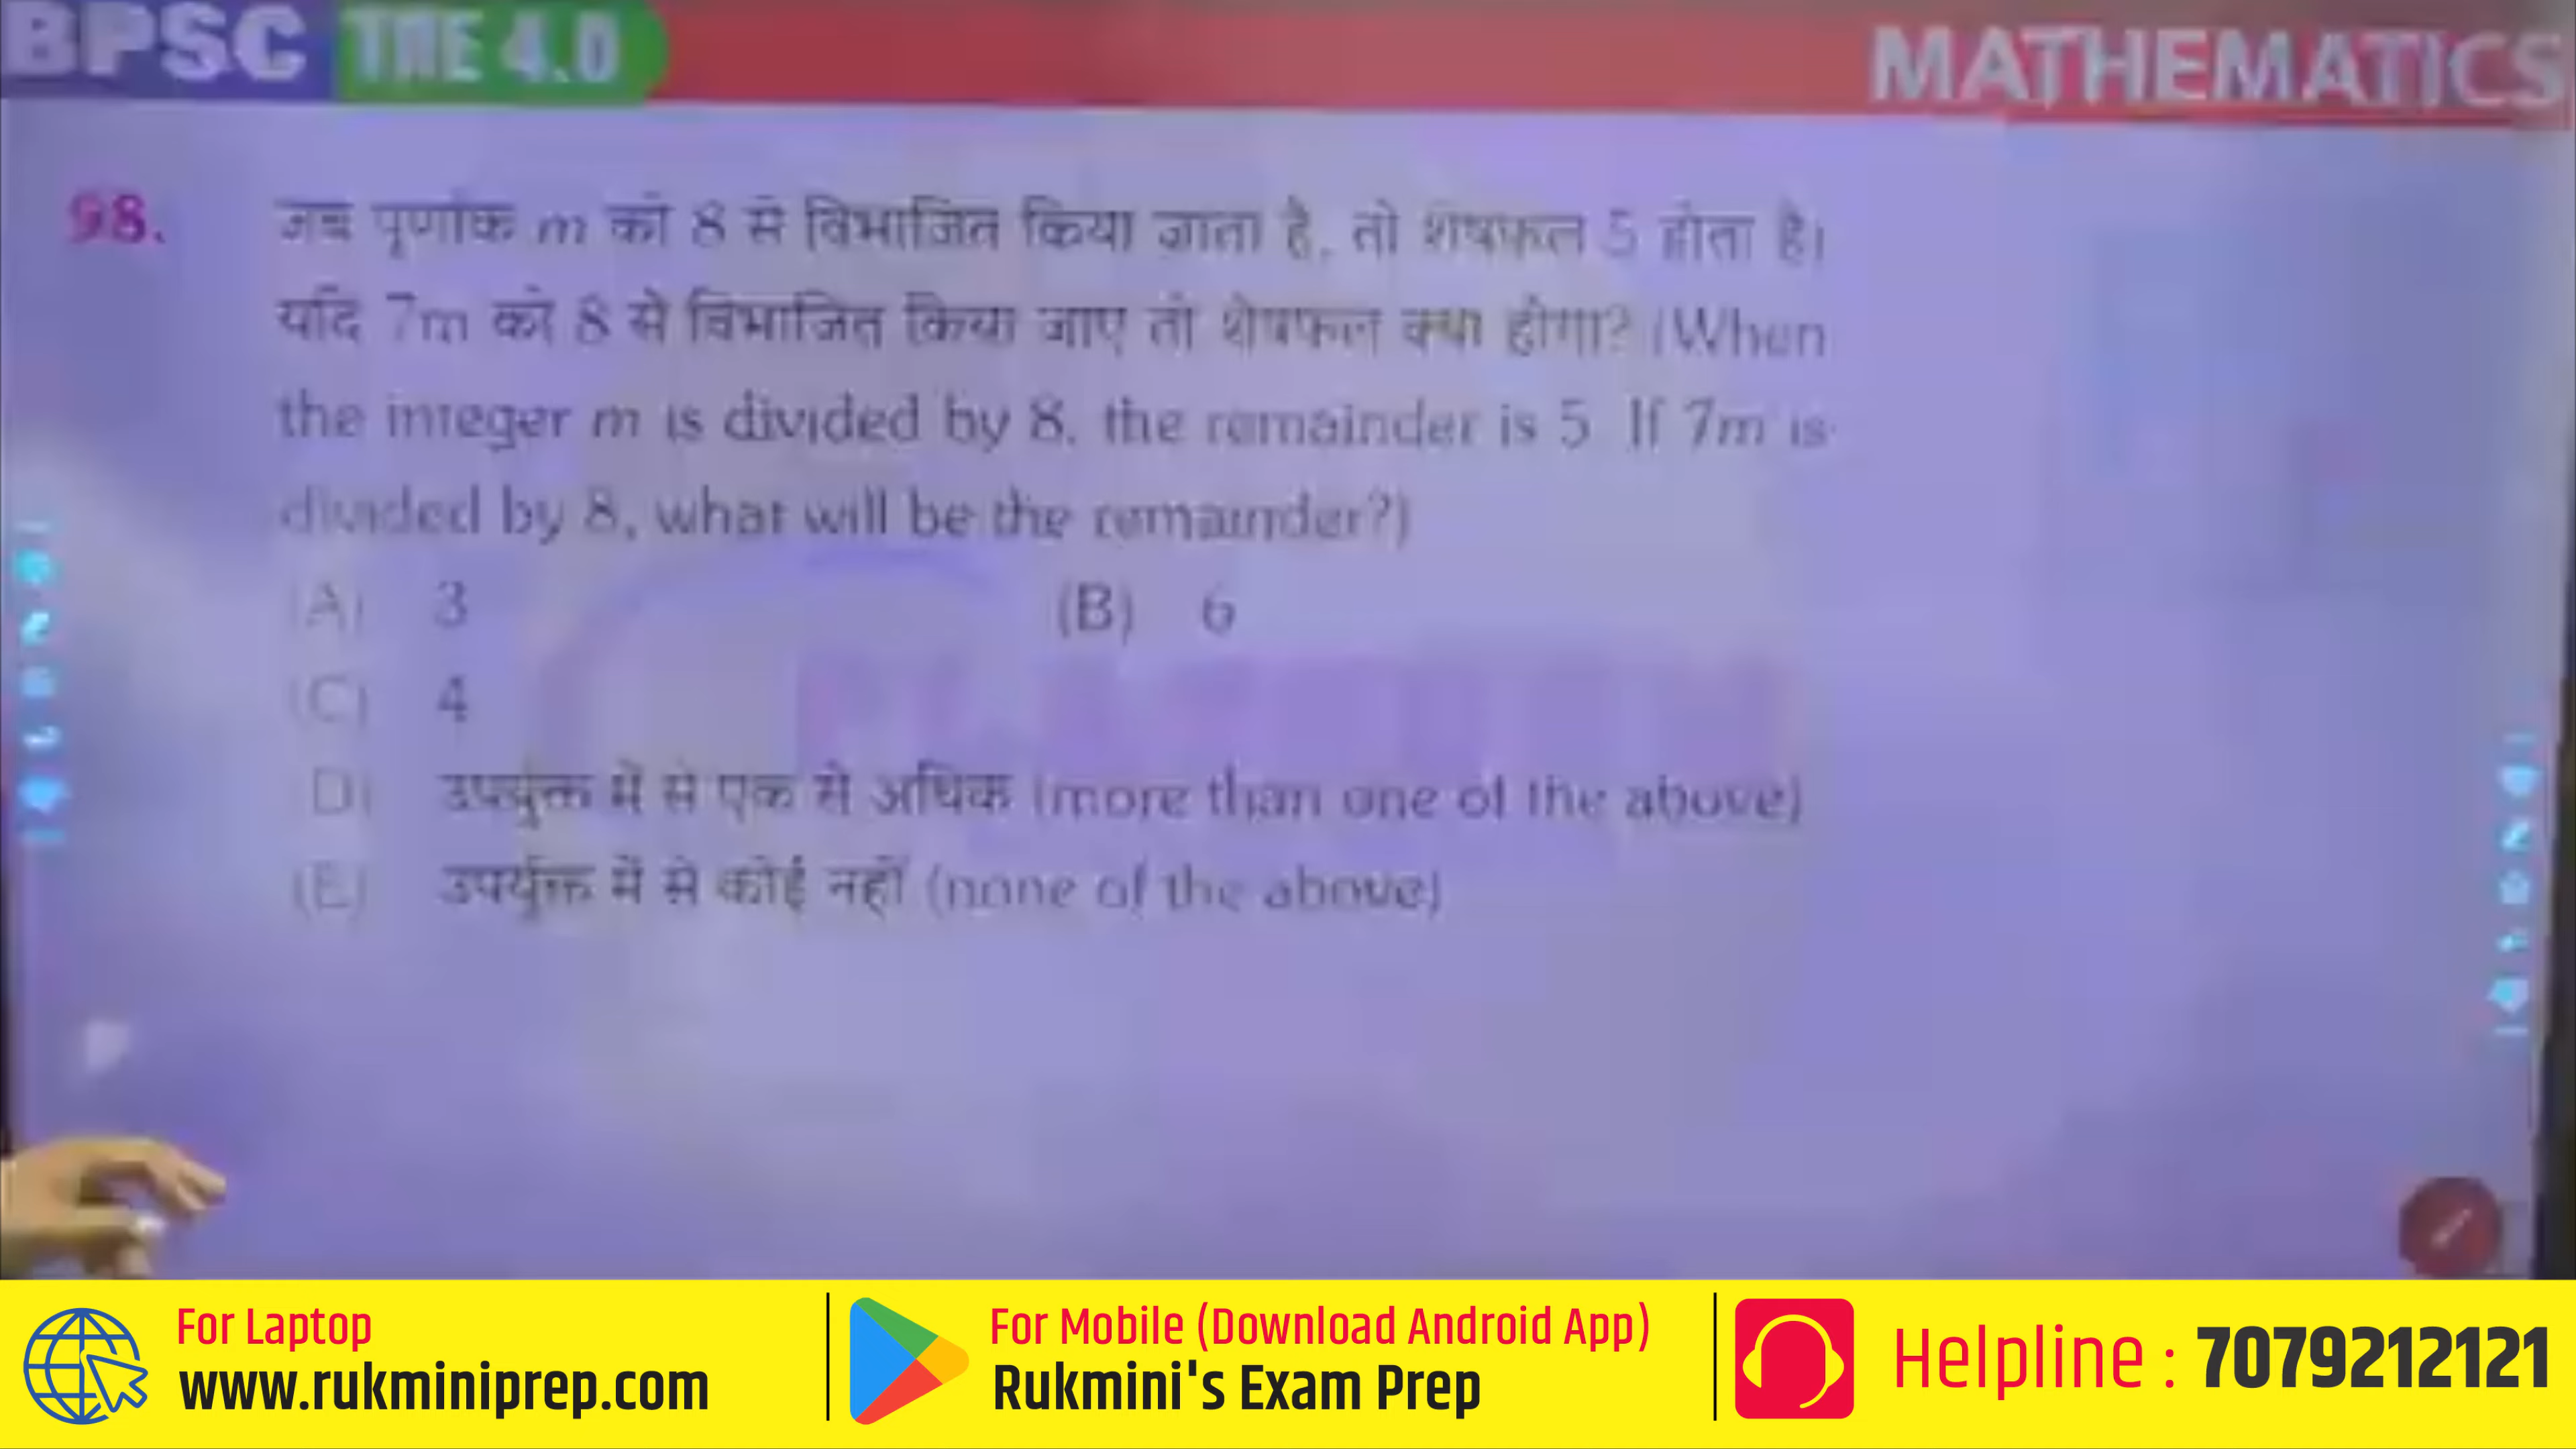 BPSC TRE 4.0
MATHEMATICS
98. जब पूर्णांक m को 8 से विभाजित किया जाता है, तो शेषफल 5 होता है।
यदि 7m को 8 से विभाजित किया जाए तो शेषफल क्या होगा? (When
the integer m is divided by 8, the remainder is 5. If 7m is
divided by 8, what will be the remainder?)
(A) 3 (B) 6
(C) 4
(D) उपर्युक्त में से एक से अधिक (more than one of the above)
(E) उपर्युक्त में से कोई नहीं (none of the above)
For Laptop
www.rukminiprep.com
For Mobile (Download Android App)
Rukmini's Exam Prep
Helpline : 7079212121